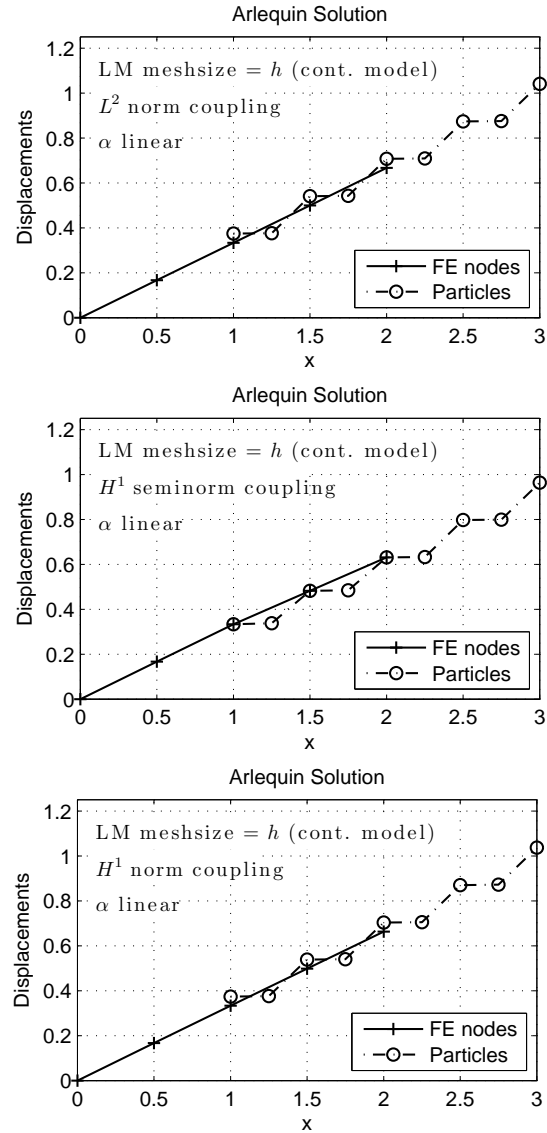 Arlequin Solution
LM meshsize = h (cont. model)
L² norm coupling
α linear
Displacements
1.2
1
0.8
0.6
0.4
0.2
0
FE nodes
Particles
0.5
1
1.5
2
2.5
3
x
Arlequin Solution
LM meshsize = h (cont. model)
H¹ seminorm coupling
α linear
Displacements
1.2
1
0.8
0.6
0.4
0.2
0
FE nodes
Particles
0
0.5
1
1.5
2
2.5
3
x
Arlequin Solution
LM meshsize = h (cont. model)
H¹ norm coupling
α linear
Displacements
1.2
1
0.8
0.6
0.4
0.2
0
FE nodes
Particles
0
0.5
1
1.5
2
2.5
3
x